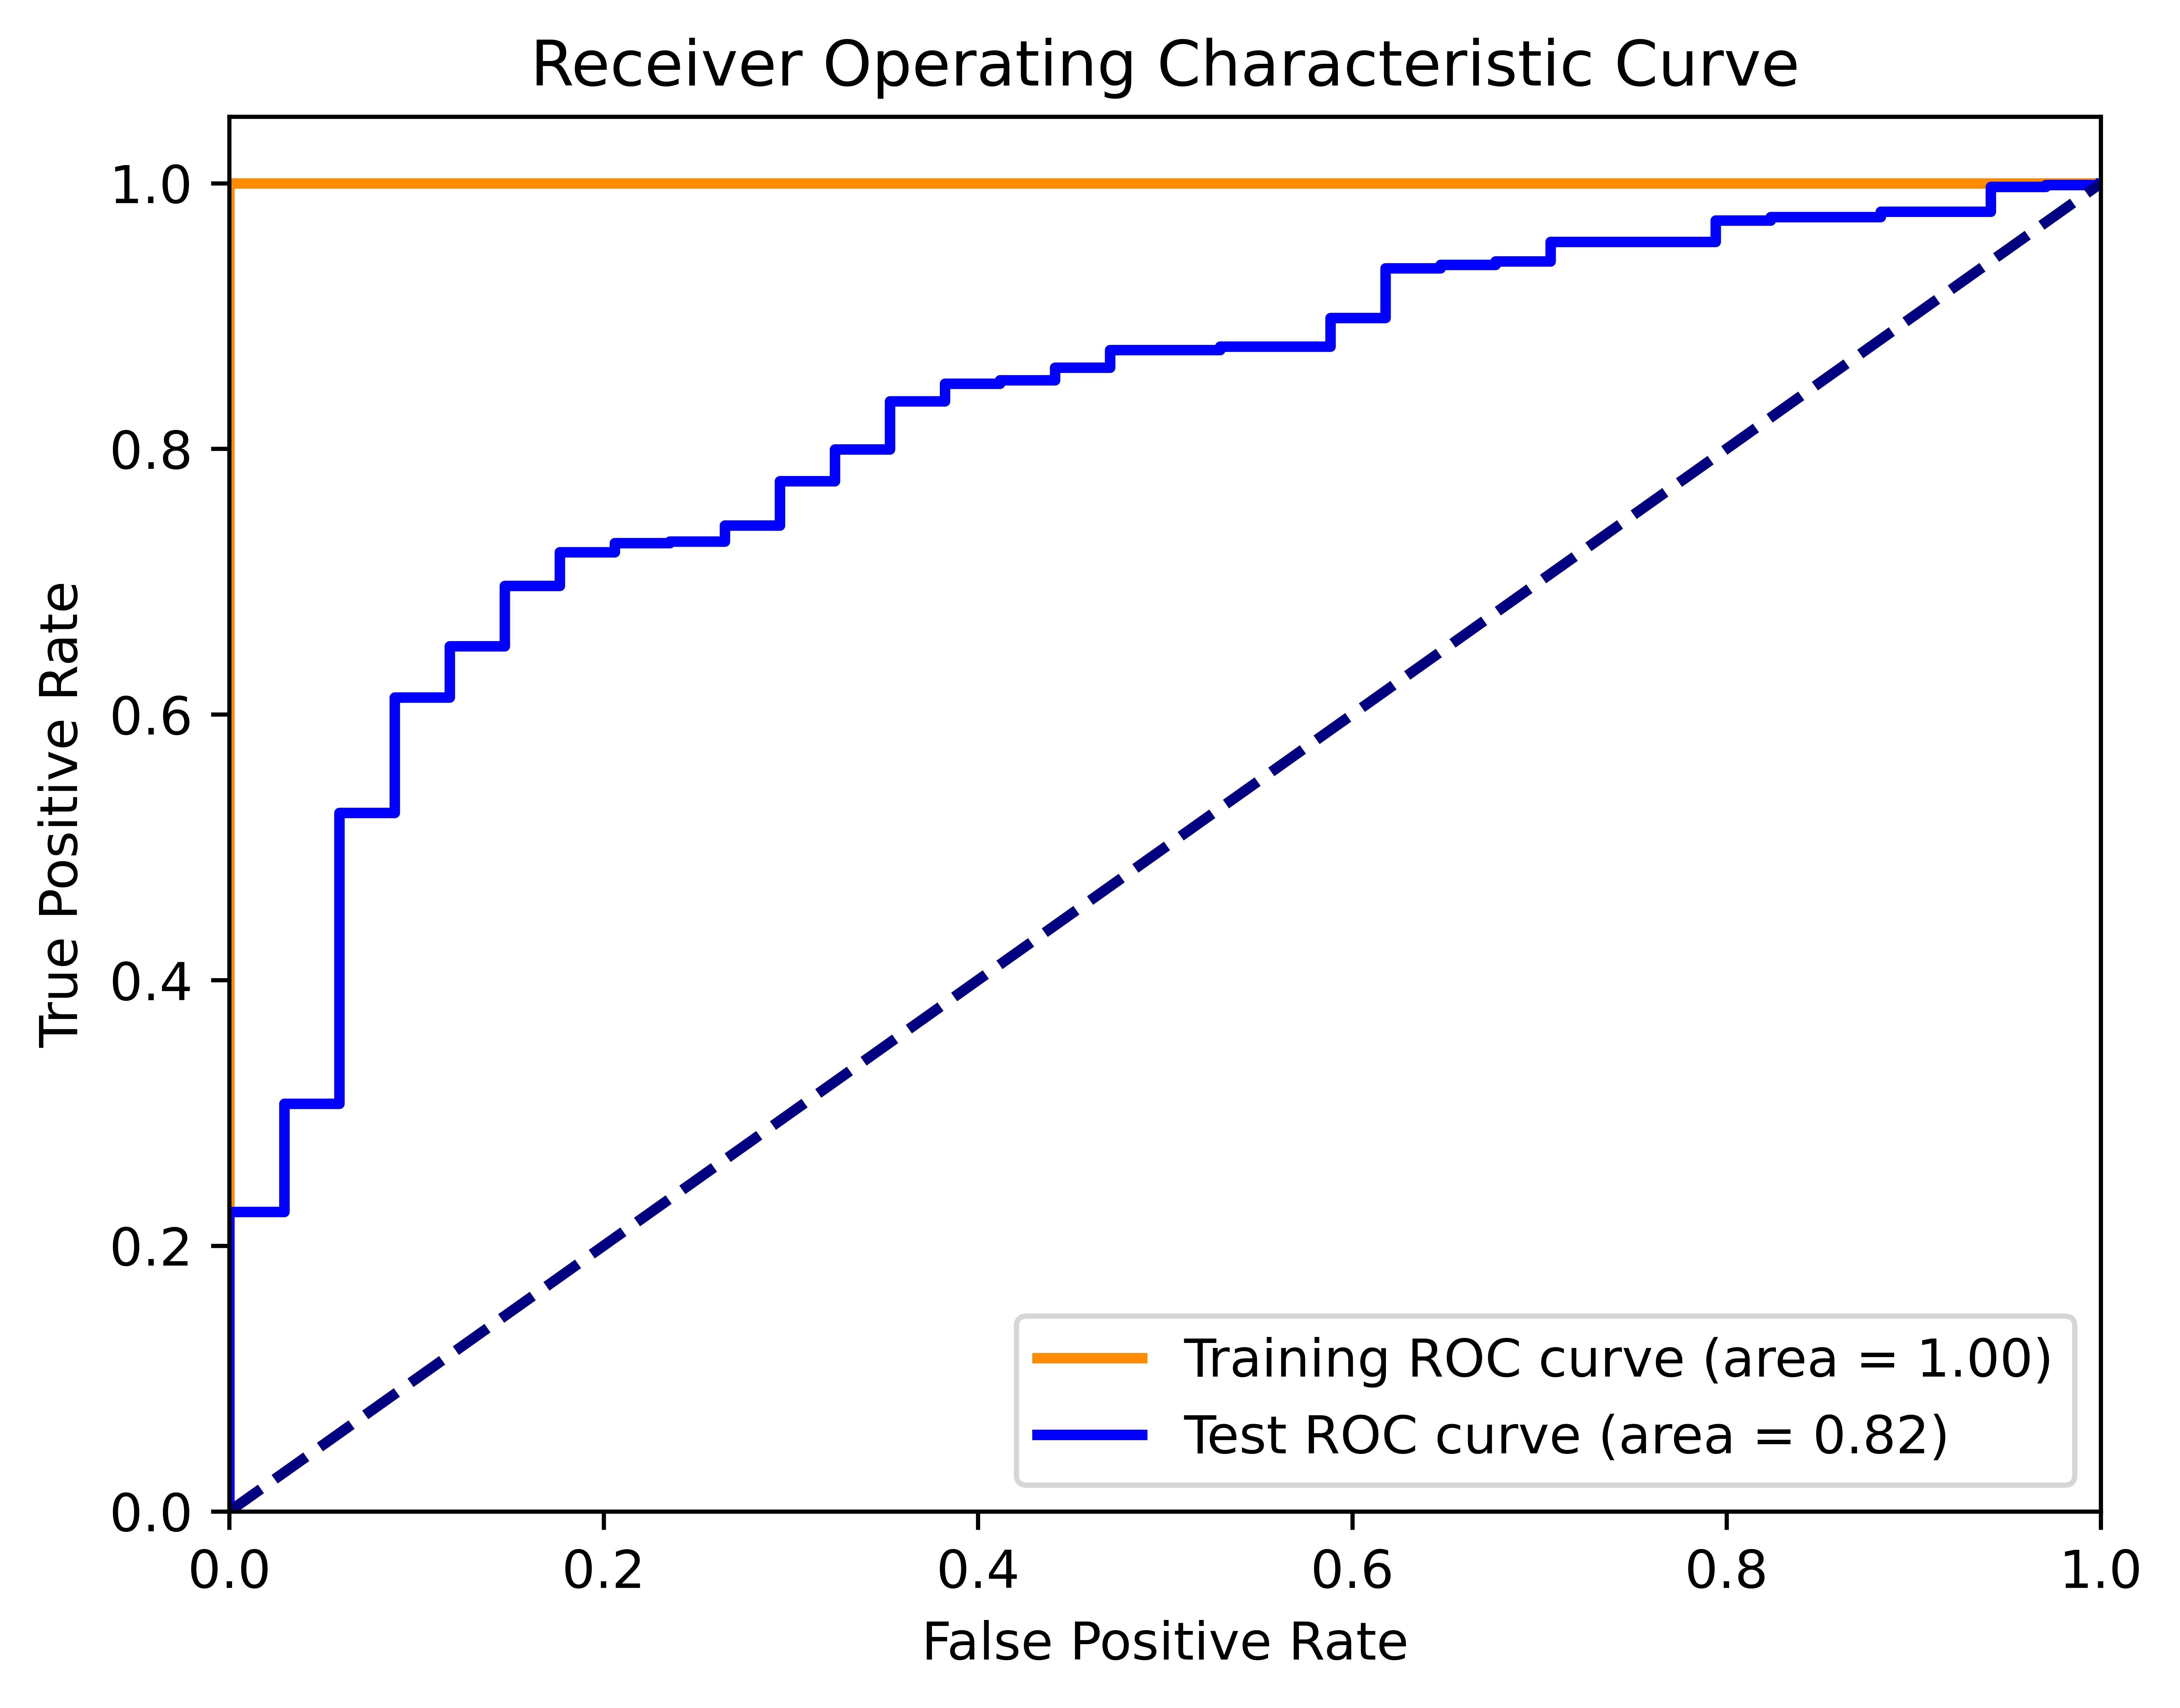 Receiver Operating Characteristic Curve
1.0
0.8
0.6
0.4
0.2
0.0
True Positive Rate
0.0 0.2 0.4 0.6 0.8 1.0
False Positive Rate
Training ROC curve (area = 1.00)
Test ROC curve (area = 0.82)